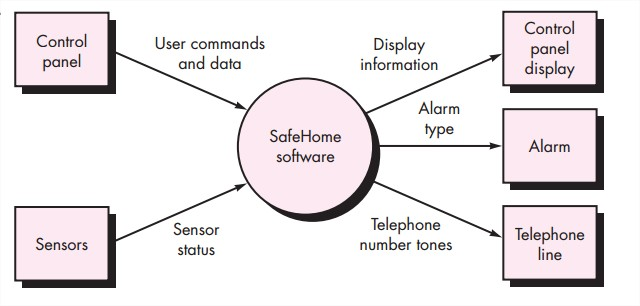 Control
panel
User commands
and data
Display
information
Control
panel
display
SafeHome
software
Alarm
type
Alarm
Sensors
Sensor
status
Telephone
number tones
Telephone
line